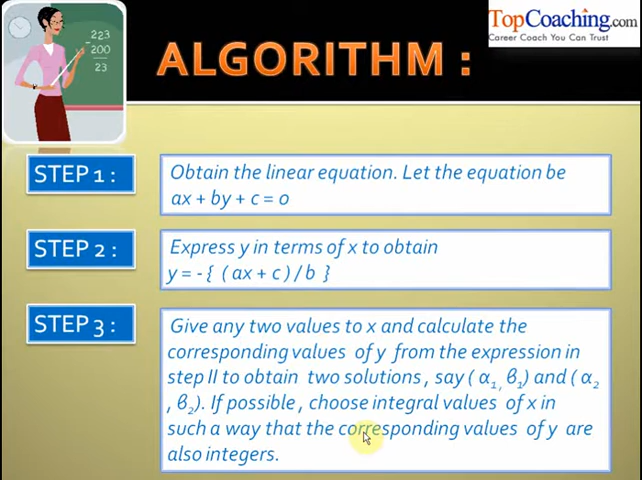 TopCoaching.com
Career Coach You Can Trust
223
- 200
23
ALGORITHM :
STEP 1 :
Obtain the linear equation. Let the equation be
ax + by + c = 0
STEP 2 :
Express y in terms of x to obtain
y = - { ( ax + c ) / b }
STEP 3 :
Give any two values to x and calculate the
corresponding values of y from the expression in
step II to obtain two solutions , say ( α₁ , β₁) and ( α₂
, β₂). If possible , choose integral values of x in
such a way that the corresponding values of y are
also integers.